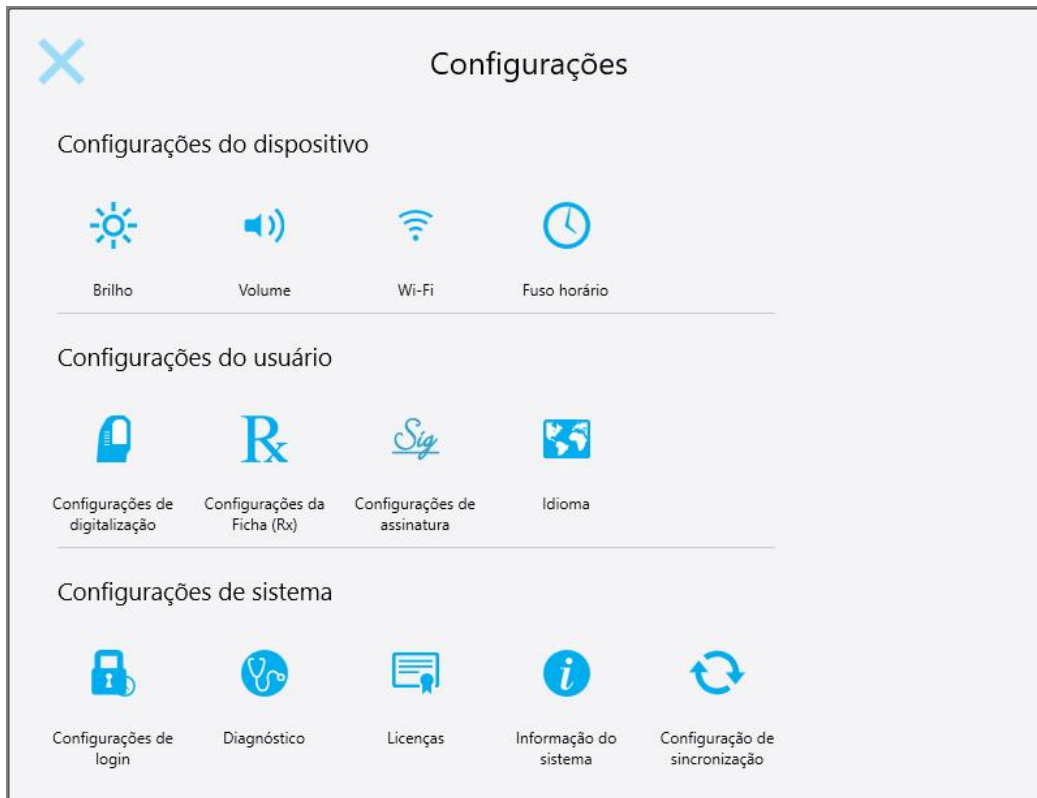 Configurações
Configurações do dispositivo
Brilho
Volume
Wi-Fi
Fuso horário
Configurações do usuário
Rx
Sig
Configurações de
digitalização
Configurações da
Ficha (Rx)
Configurações de
assinatura
Idioma
Configurações de sistema
i
Configurações de
login
Diagnóstico
Licenças
Informação do
sistema
Configuração de
sincronização